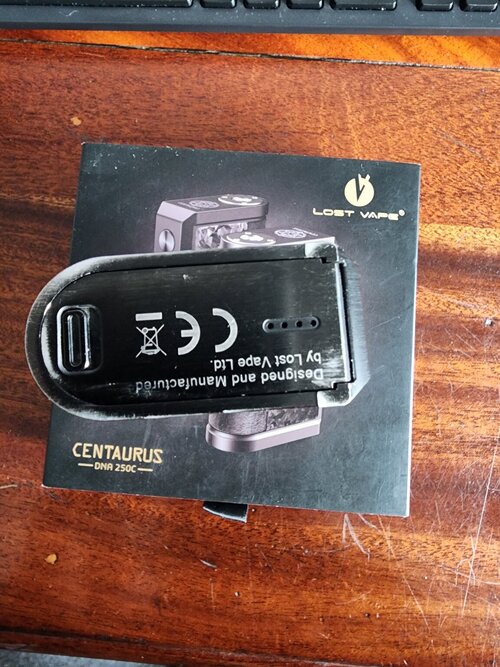 LOST VAPE®
CE
Designed and Manufactured
by Lost Vape Ltd.
CENTAURUS
DNA 250C